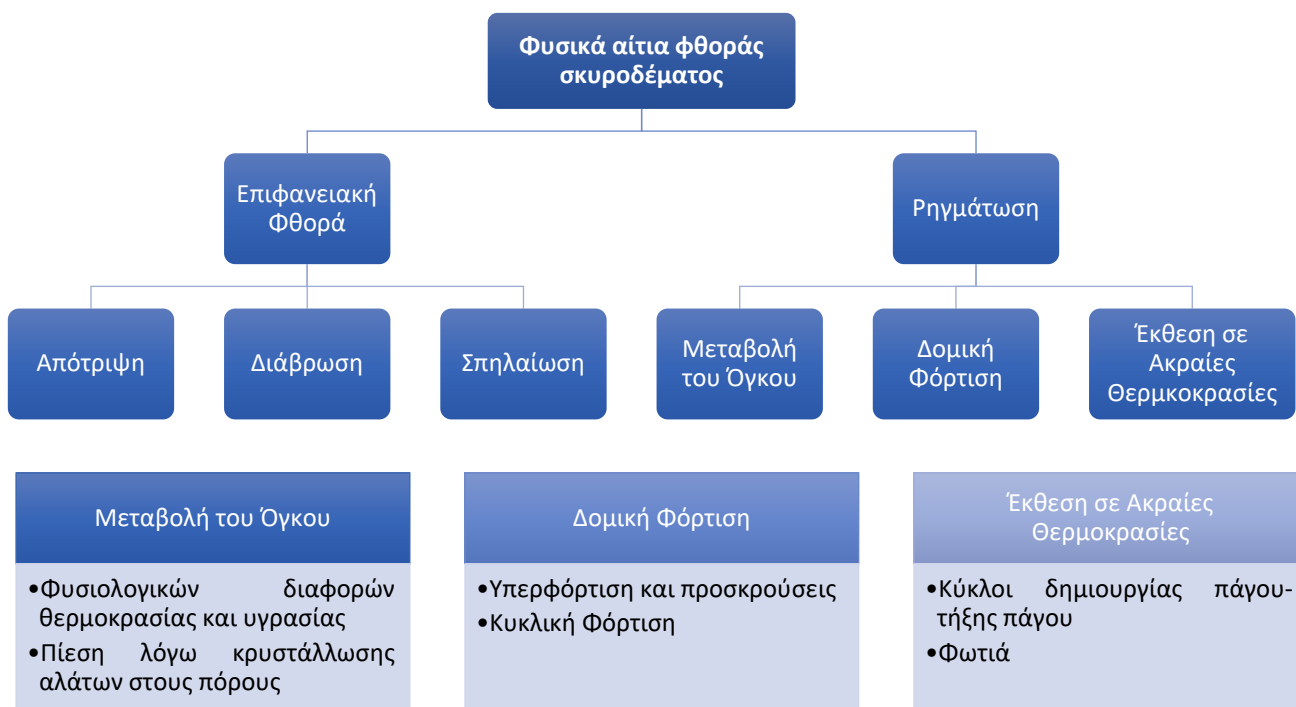 Φυσικά αίτια φθοράς
σκυροδέματος
Επιφανειακή
Φθορά
Ρηγμάτωση
Απότριψη
Διάβρωση
Σπηλαίωση
Μεταβολή
του Όγκου
Δομική
Φόρτιση
Έκθεση σε
Ακραίες
Θερμκοκρασίες
Μεταβολή του Όγκου
•Φυσιολογικών διαφορών
θερμοκρασίας και υγρασίας
•Πίεση λόγω κρυστάλλωσης
αλάτων στους πόρους
Δομική Φόρτιση
•Υπερφόρτιση και προσκρούσεις
•Κυκλική Φόρτιση
Έκθεση σε Ακραίες
Θερμοκρασίες
•Κύκλοι δημιουργίας πάγου-
τήξης πάγου
•Φωτιά